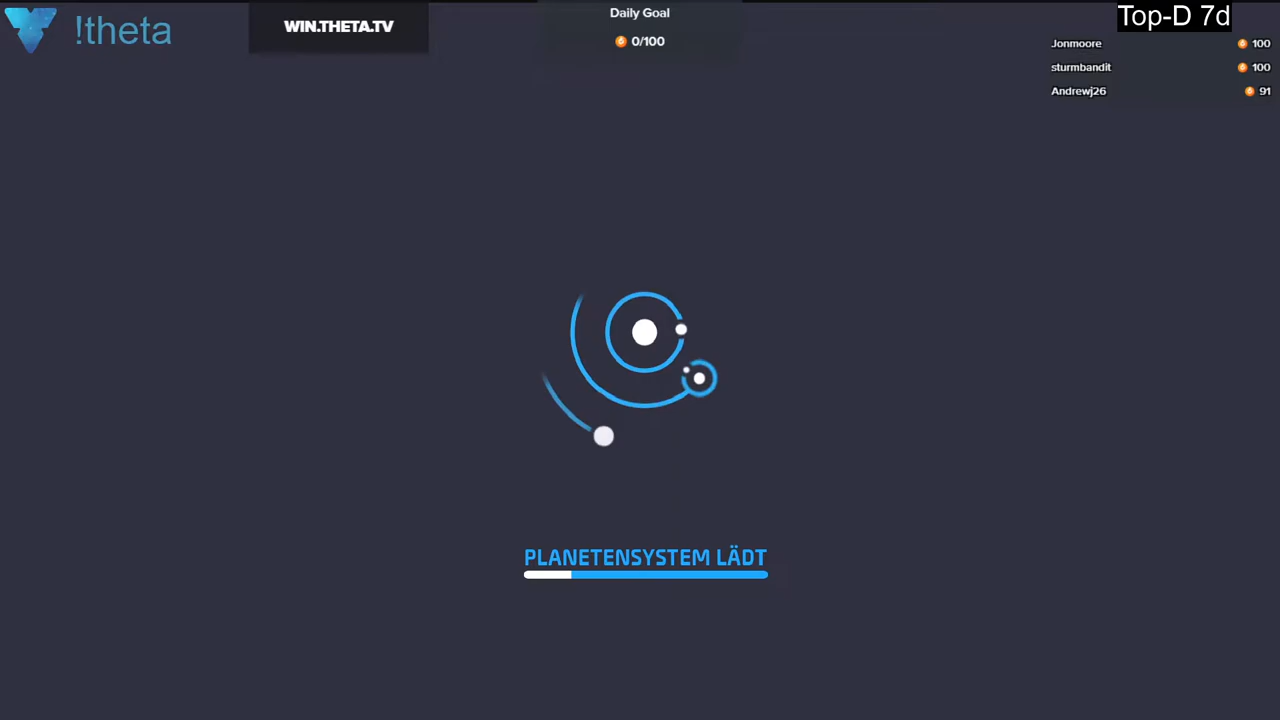 !theta
WIN.THETA.TV
Daily Goal
0/100
Top-D 7d
Jonmoore 100
sturmbandit 100
Andrewj26 91
PLANETENSYSTEM LÄDT